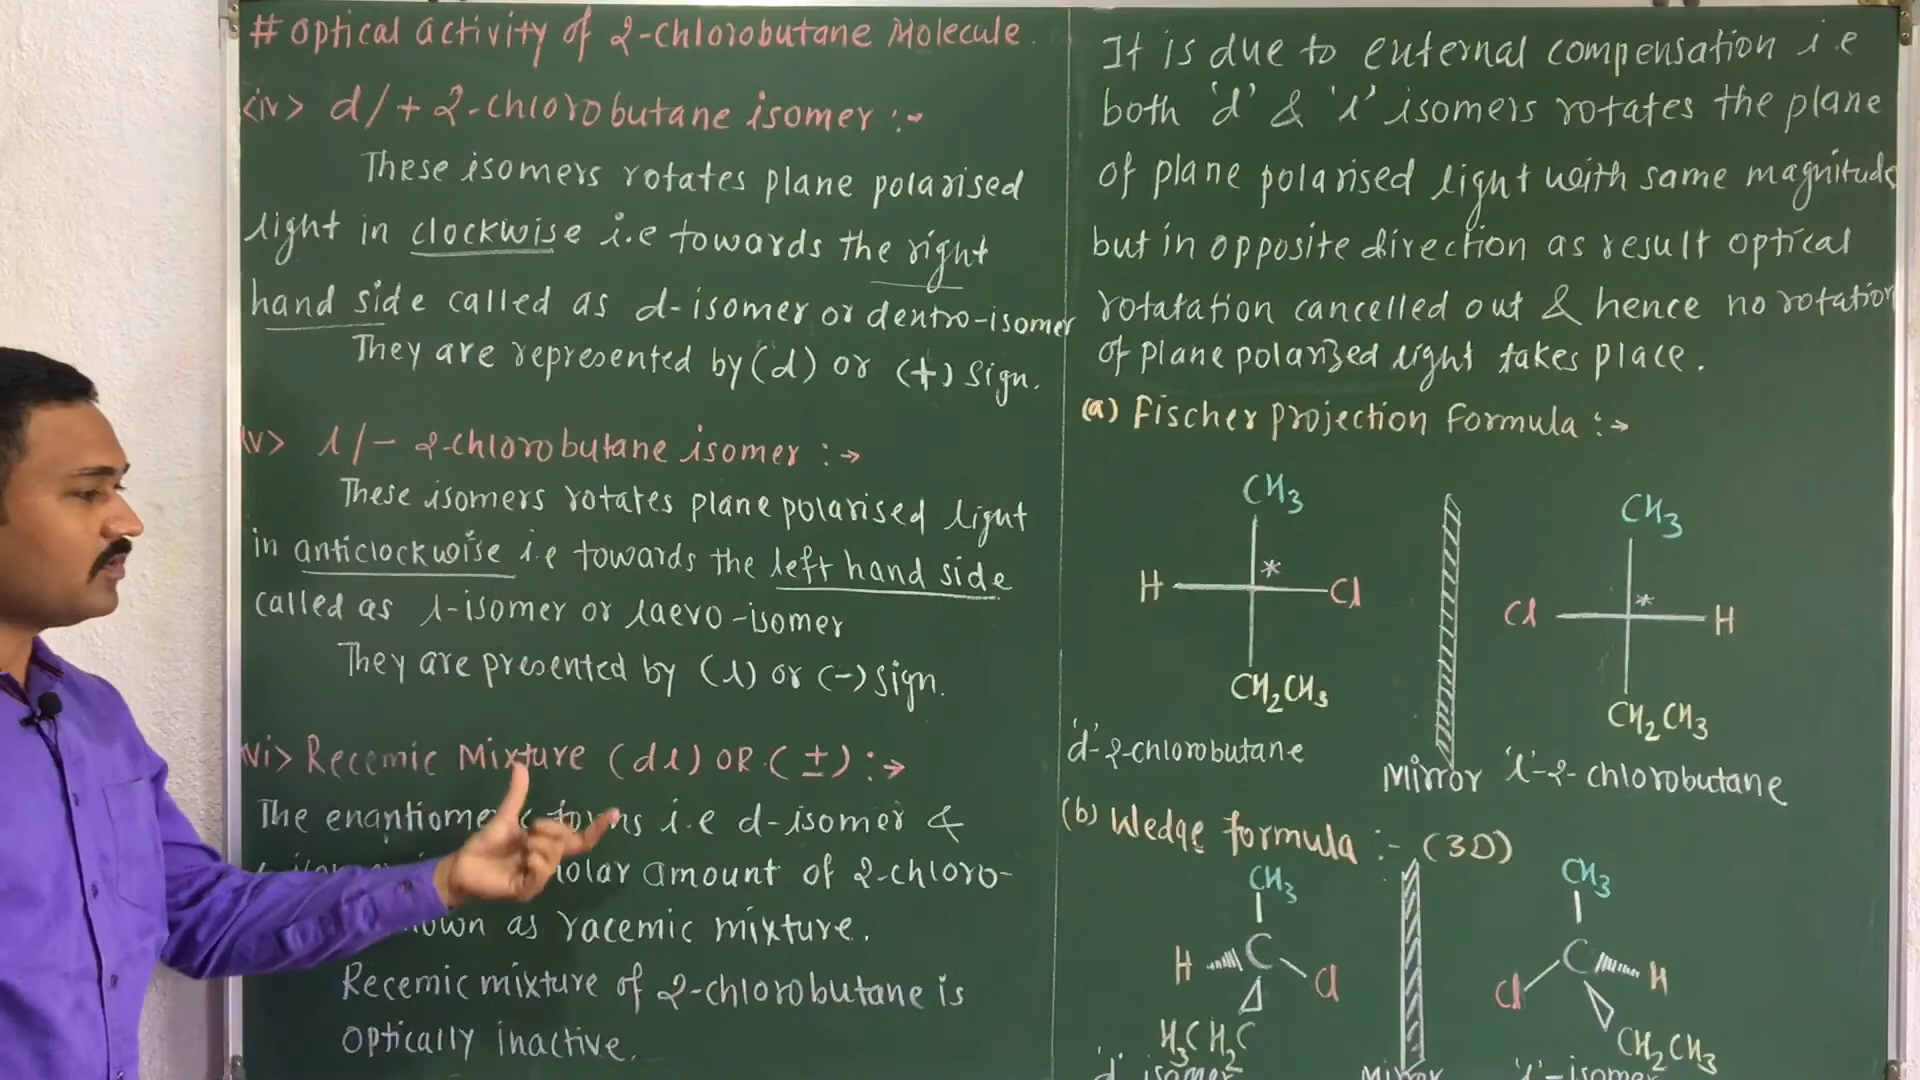 # Optical activity of 2-chlorobutane Molecule.
<iv> d/+ 2-chlorobutane isomer :→
These isomers rotates plane polarised
light in clockwise i.e towards the right
hand side called as d-isomer or dextro-isomer
They are represented by (d) or (+) sign.
<v> l/- 2-chlorobutane isomer :→
These isomers rotates plane polarised light
in anticlockwise i.e towards the left hand side
called as l-isomer or laevo-isomer
They are presented by (l) or (-) sign.
<vi> Recemic Mixture (dl) OR (±) :→
The forms i.e d-isomer &
amount of 2-chloro-
as racemic mixture.
Recemic mixture of 2-chlorobutane is
optically inactive.
It is due to external compensation i.e
both 'd' & 'l' isomers rotates the plane
of plane polarised light with same magnitude
but in opposite direction as result optical
rotatation cancelled out & hence no rotation
of plane polarized light takes place.
(a) Fischer projection formula :→
CH3
H * Cl
CH2CH3
'd'-2-chlorobutane
Mirror
CH3
Cl * H
CH2CH3
'l'-2-chlorobutane
(b) Wedge formula :- (3D)
CH3
H C Cl
H3CH2C
'd' isomer
Mirror
CH3
Cl C H
CH2CH3
'l'-isomer